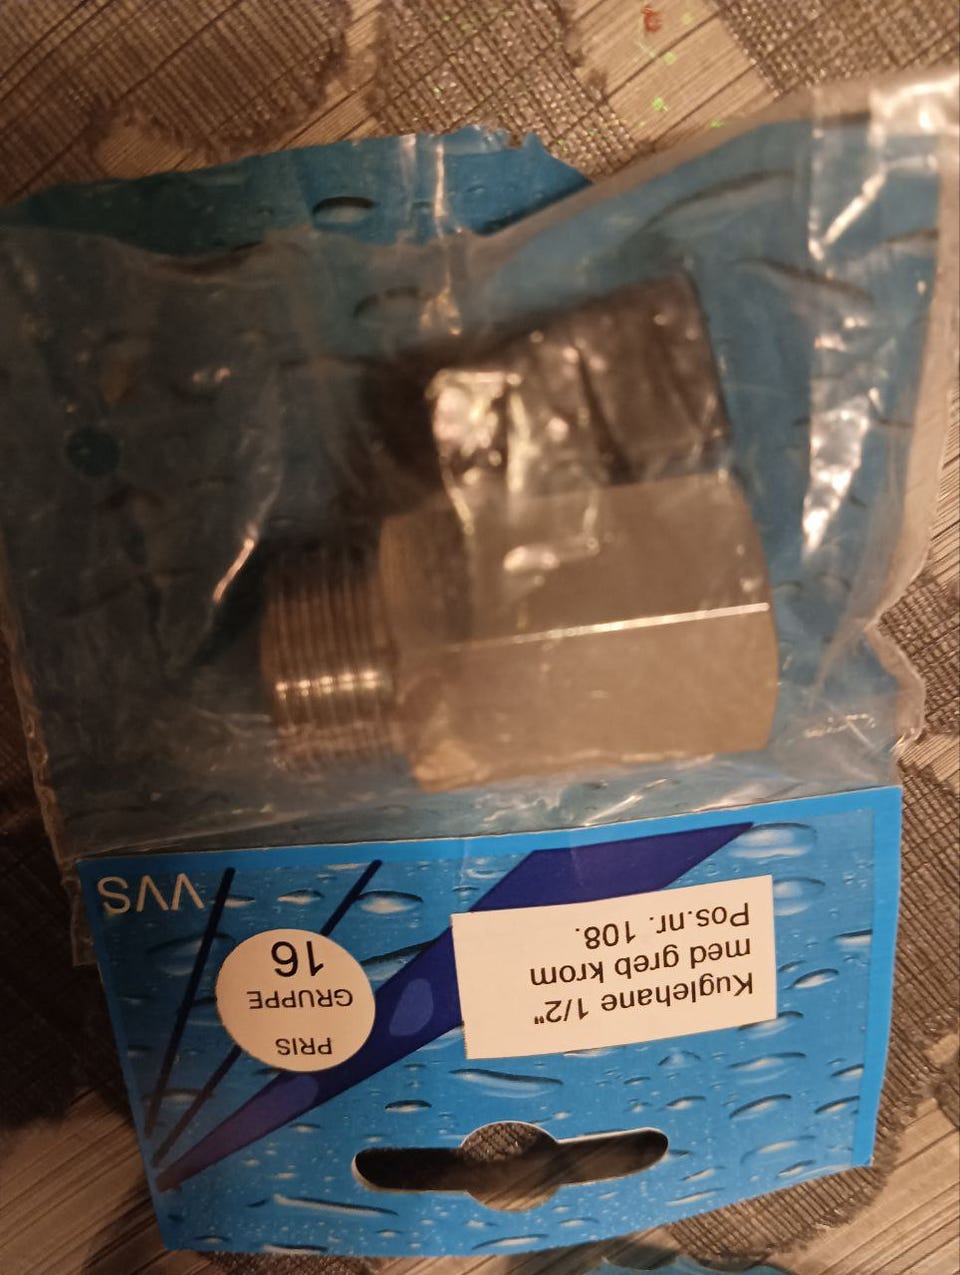 Kuglehane 1/2"
med greb krom
Pos.nr. 108.
PRIS
GRUPPE
16
VVS